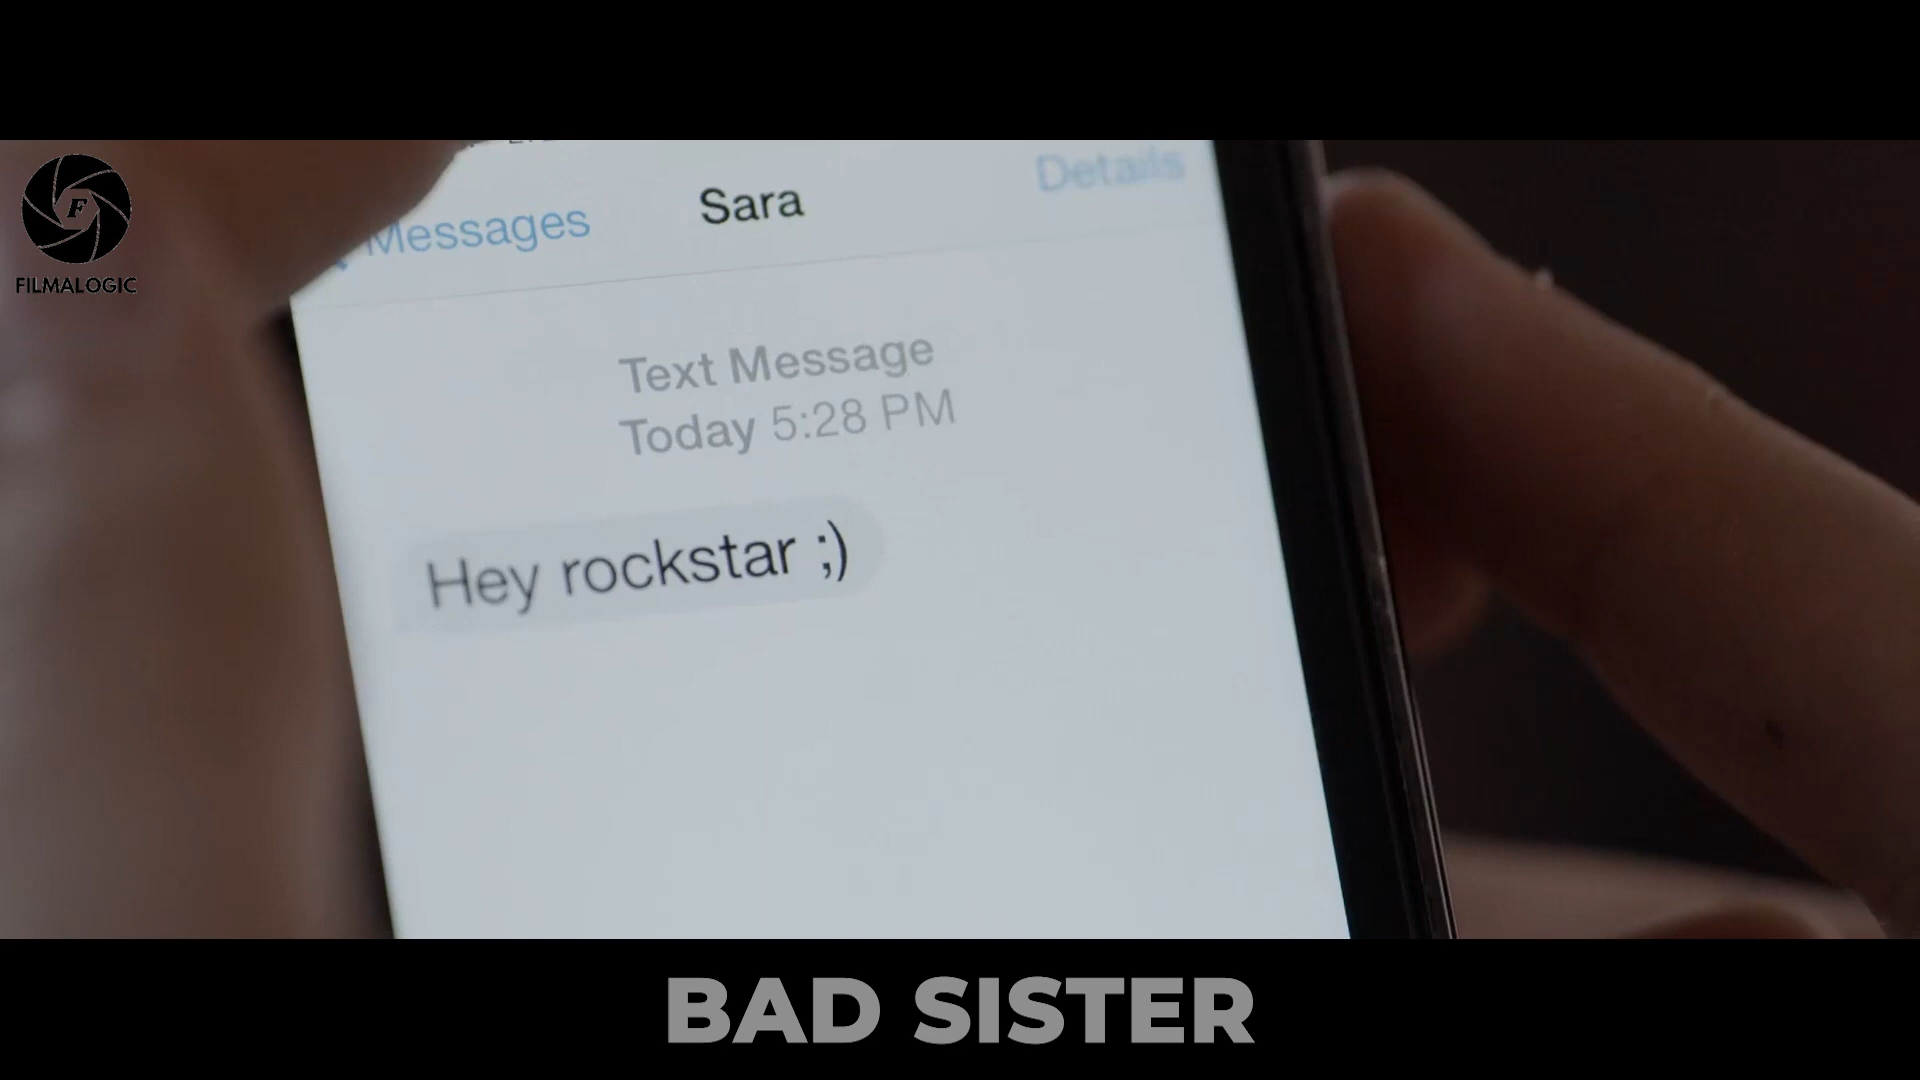 F
FILMALOGIC
Messages
Sara
Details
Text Message
Today 5:28 PM
Hey rockstar ;)
BAD SISTER